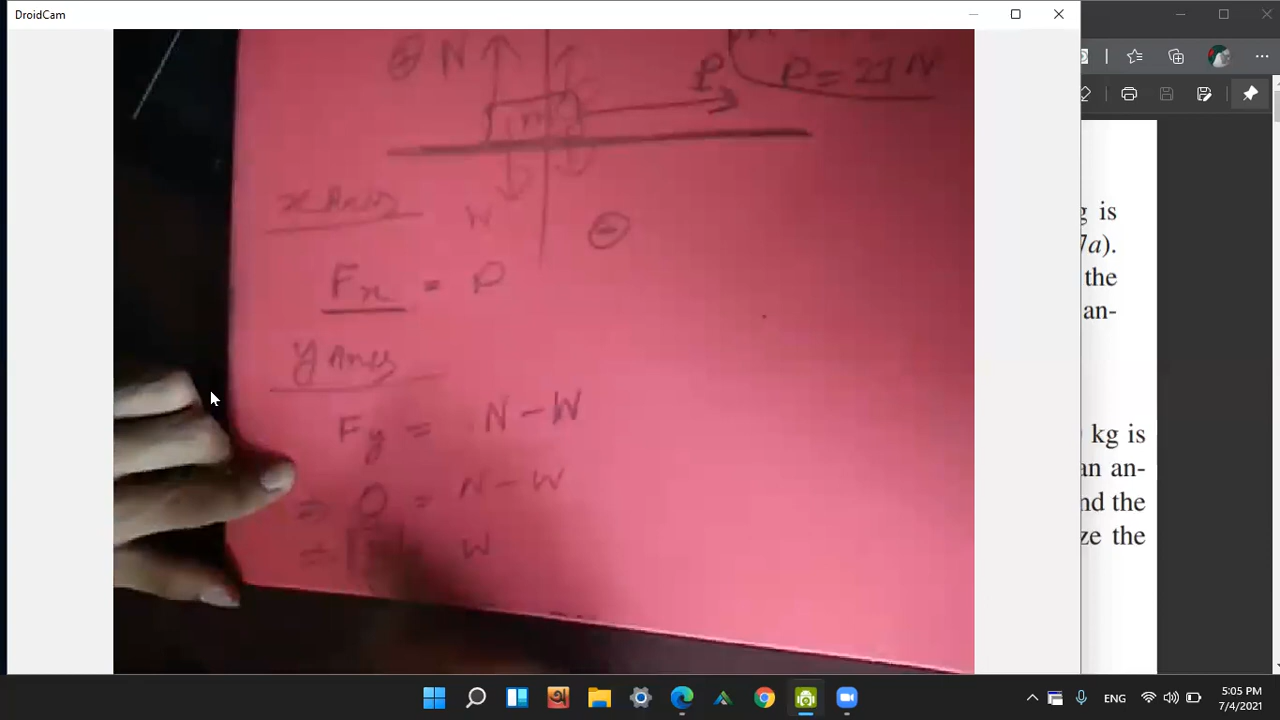 DroidCam
⊕ N
P P = 21 N
m
W
⊖
x Axis
Fx = P
y Axis
Fy = N - W
⇒ 0 = N - W
W
g is
7a).
the
an-
kg is
an an-
nd the
ze the
ENG
5:05 PM
7/4/2021